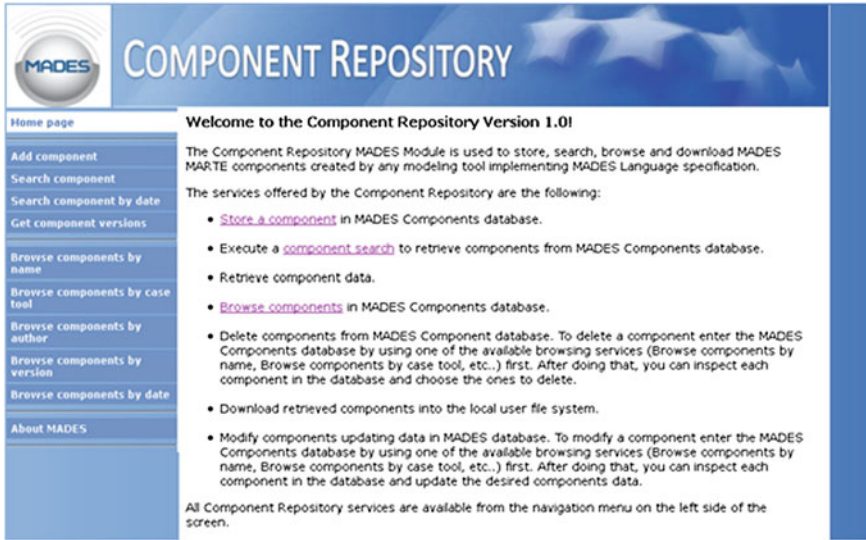 MADES
COMPONENT REPOSITORY
Home page
Add component
Search component
Search component by date
Get component versions
Browse components by
name
Browse components by case
tool
Browse components by
author
Browse components by
version
Browse components by date
About MADES
Welcome to the Component Repository Version 1.0!
The Component Repository MADES Module is used to store, search, browse and download MADES
MARTE components created by any modeling tool implementing MADES Language specification.
The services offered by the Component Repository are the following:
• Store a component in MADES Components database.
• Execute a component search to retrieve components from MADES Components database.
• Retrieve component data.
• Browse components in MADES Components database.
• Delete components from MADES Component database. To delete a component enter the MADES
Components database by using one of the available browsing services (Browse components by
name, Browse components by case tool, etc..) first. After doing that, you can inspect each
component in the database and choose the ones to delete.
• Download retrieved components into the local user file system.
• Modify components updating data in MADES database. To modify a component enter the MADES
Components database by using one of the available browsing services (Browse components by
name, Browse components by case tool, etc..) first. After doing that, you can inspect each
component in the database and update the desired components data.
All Component Repository services are available from the navigation menu on the left side of the
screen.